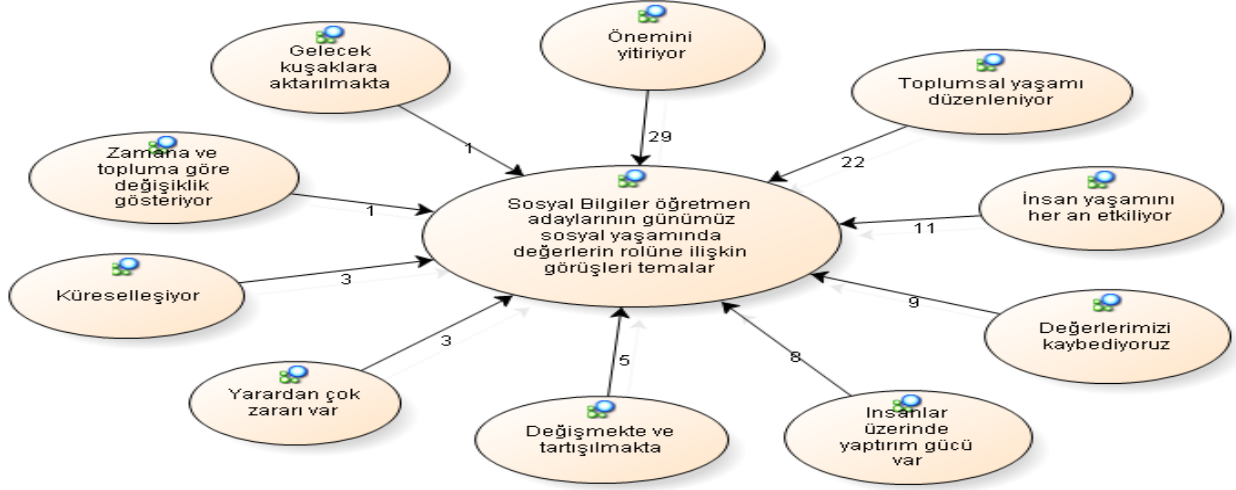 Gelecek
kuşaklara
aktarılmakta
Önemini
yitiriyor
Toplumsal yaşamı
düzenleniyor
İnsan yaşamını
her an etkiliyor
Değerlerimizi
kaybediyoruz
Insanlar
üzerinde
yaptırım gücü
var
Değişmekte ve
tartışılmakta
Yarardan çok
zararı var
Küreselleşiyor
Zamana ve
topluma göre
değişiklik
gösteriyor
Sosyal Bilgiler öğretmen
adaylarının günümüz
sosyal yaşamında
değerlerin rolüne ilişkin
görüşleri temalar
1
29
22
11
9
8
5
3
3
1